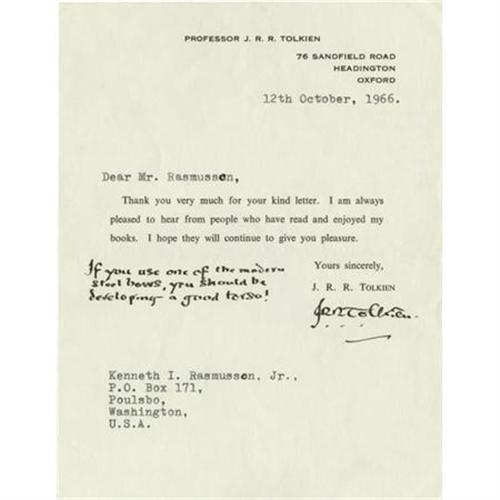 PROFESSOR J. R. R. TOLKIEN
76 SANDFIELD ROAD
HEADINGTON
OXFORD
12th October, 1966.
Dear Mr. Rasmusson,
Thank you very much for your kind letter. I am always
pleased to hear from people who have read and enjoyed my
books. I hope they will continue to give you pleasure.
Yours sincerely,
J. R. R. TOLKIEN
JRRTolkien.
If you use one of the modern
steel bows, you should be
developing a good torso!
Kenneth I. Rasmusson, Jr.,
P.O. Box 171,
Poulsbo,
Washington,
U.S.A.